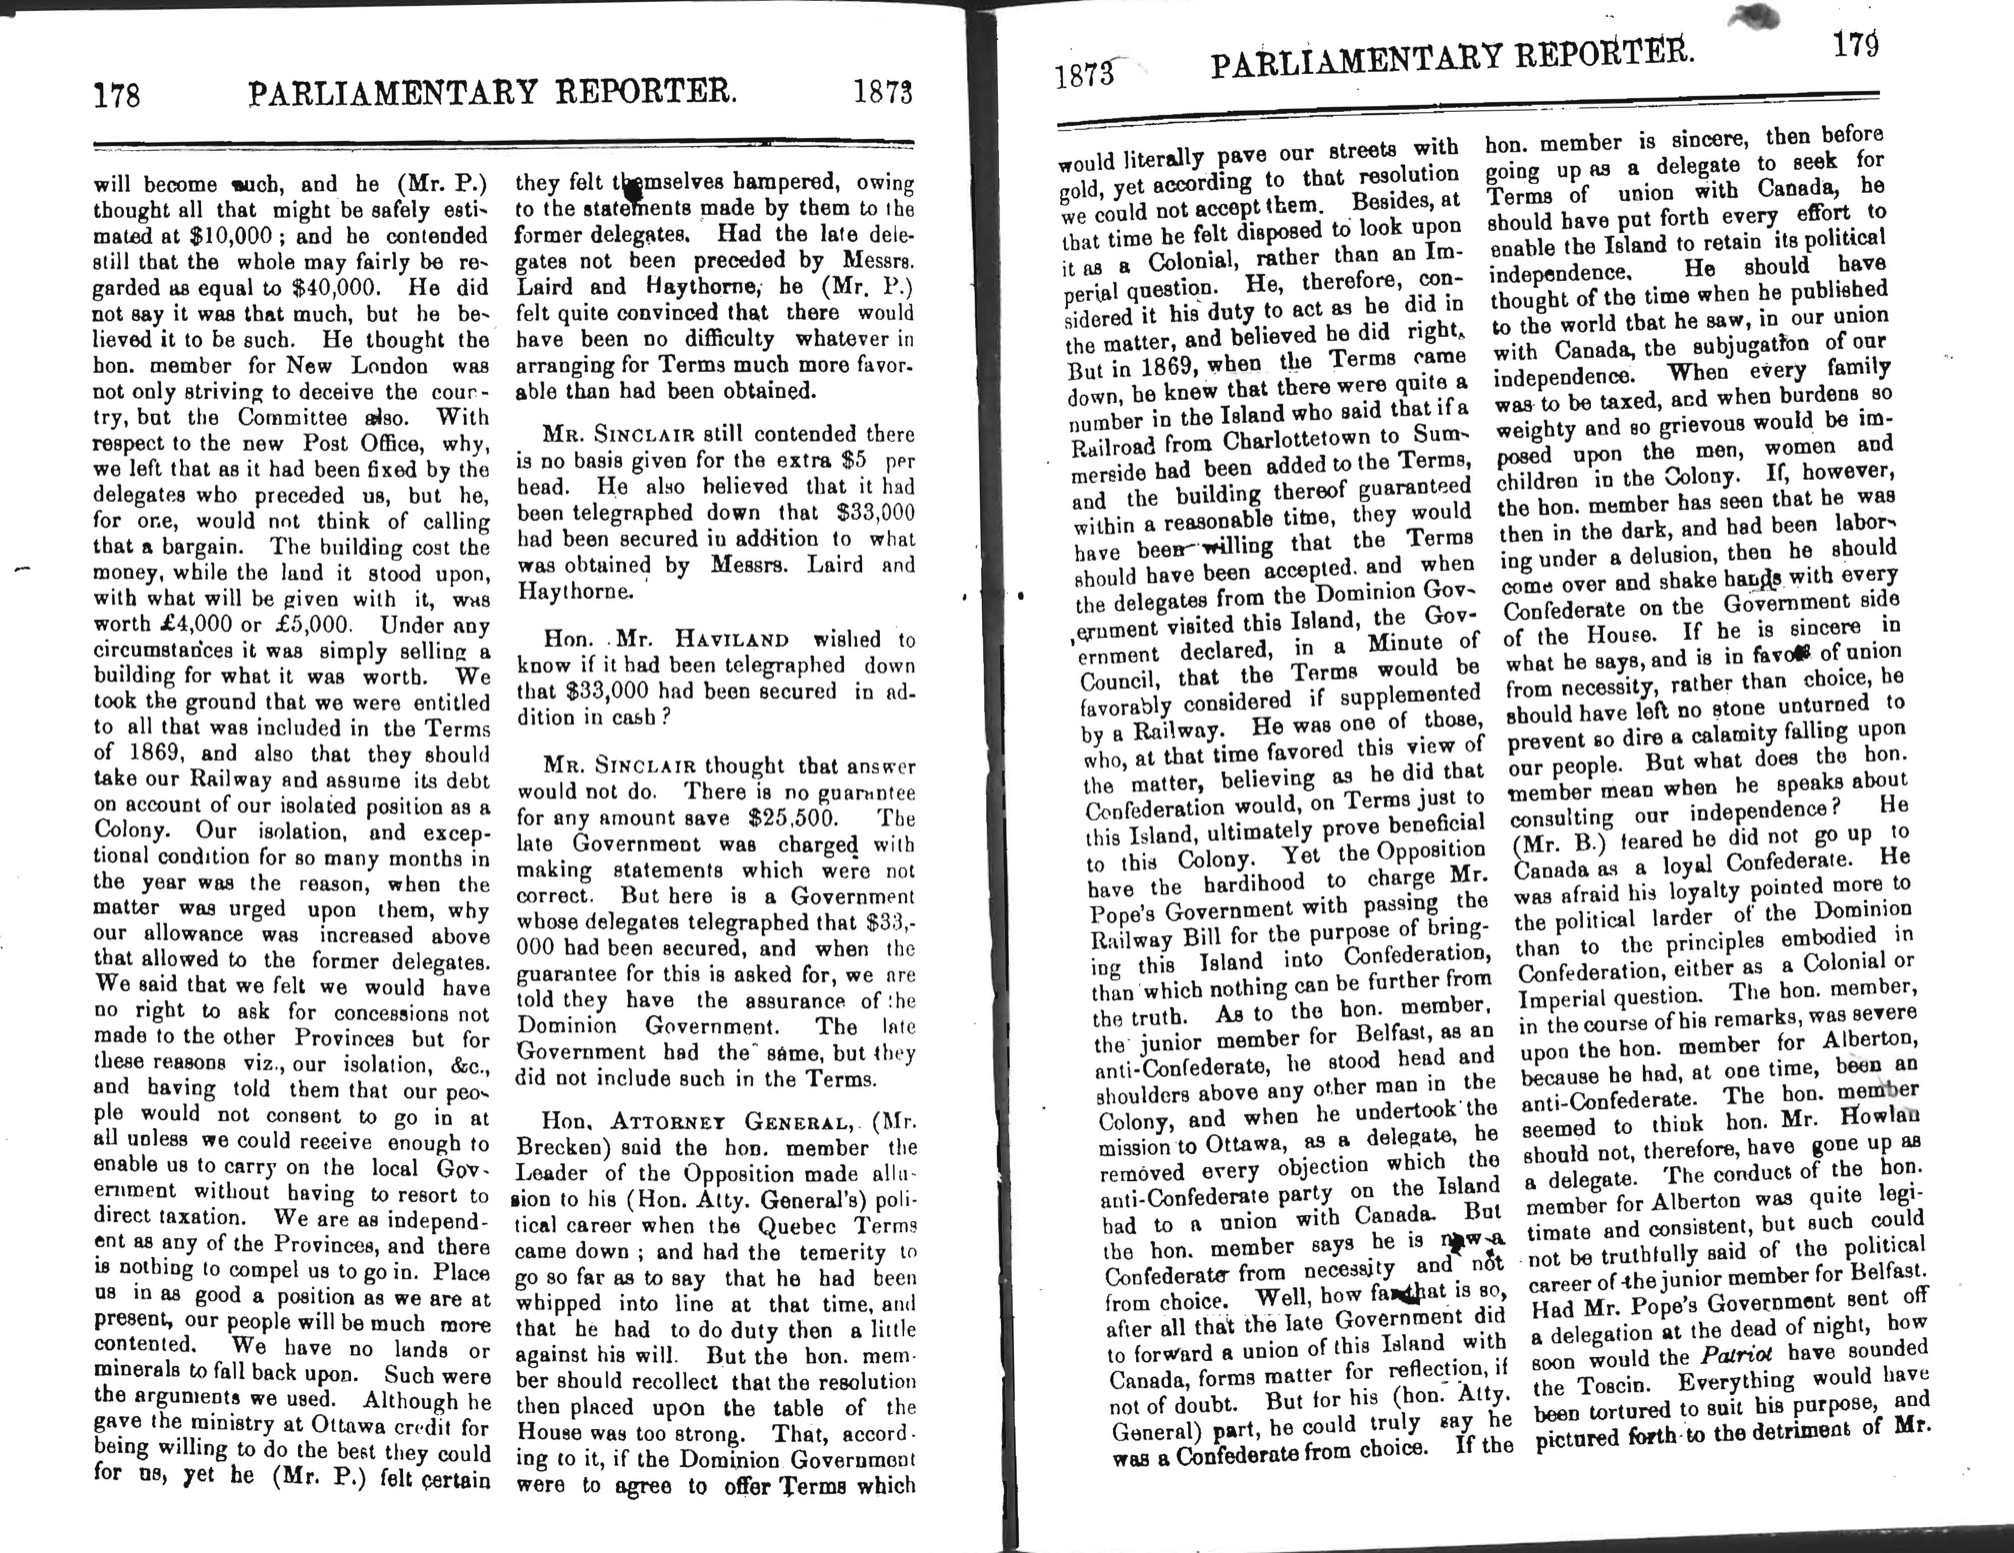 178 PARLIAMENTARY REPORTER. 1873
will become such, and he (Mr. P.)
thought all that might be safely esti-
mated at $10,000 ; and he contended
still that the whole may fairly be re-
garded as equal to $40,000. He did
not say it was that much, but he be-
lieved it to be such. He thought the
hon. member for New London was
not only striving to deceive the coun-
try, but the Committee also. With
respect to the new Post Office, why,
we left that as it had been fixed by the
delegates who preceded us, but he,
for one, would not think of calling
that a bargain. The building cost the
money, while the land it stood upon,
with what will be given with it, was
worth £4,000 or £5,000. Under any
circumstances it was simply selling a
building for what it was worth. We
took the ground that we were entitled
to all that was included in the Terms
of 1869, and also that they should
take our Railway and assume its debt
on account of our isolated position as a
Colony. Our isolation, and excep-
tional condition for so many months in
the year was the reason, when the
matter was urged upon them, why
our allowance was increased above
that allowed to the former delegates.
We said that we felt we would have
no right to ask for concessions not
made to the other Provinces but for
these reasons viz., our isolation, &c.,
and having told them that our peo-
ple would not consent to go in at
all unless we could receive enough to
enable us to carry on the local Gov-
ernment without having to resort to
direct taxation. We are as independ-
ent as any of the Provinces, and there
is nothing to compel us to go in. Place
us in as good a position as we are at
present, our people will be much more
contented. We have no lands or
minerals to fall back upon. Such were
the arguments we used. Although he
gave the ministry at Ottawa credit for
being willing to do the best they could
for us, yet he (Mr. P.) felt certain
they felt themselves hampered, owing
to the statements made by them to the
former delegates. Had the late dele-
gates not been preceded by Messrs.
Laird and Haythorne, he (Mr. P.)
felt quite convinced that there would
have been no difficulty whatever in
arranging for Terms much more favor-
able than had been obtained.
MR. SINCLAIR still contended there
is no basis given for the extra $5 per
head. He also believed that it had
been telegraphed down that $33,000
had been secured in addition to what
was obtained by Messrs. Laird and
Haythorne.
Hon. Mr. HAVILAND wished to
know if it had been telegraphed down
that $33,000 had been secured in ad-
dition in cash ?
MR. SINCLAIR thought that answer
would not do. There is no guarantee
for any amount save $25,500. The
late Government was charged with
making statements which were not
correct. But here is a Government
whose delegates telegraphed that $33,-
000 had been secured, and when the
guarantee for this is asked for, we are
told they have the assurance of the
Dominion Government. The late
Government had the same, but they
did not include such in the Terms.
Hon. ATTORNEY GENERAL, (Mr.
Brecken) said the hon. member the
Leader of the Opposition made allu-
sion to his (Hon. Atty. General's) poli-
tical career when the Quebec Terms
came down ; and had the temerity to
go so far as to say that he had been
whipped into line at that time, and
that he had to do duty then a little
against his will. But the hon. mem-
ber should recollect that the resolution
then placed upon the table of the
House was too strong. That, accord-
ing to it, if the Dominion Government
were to agree to offer Terms which
1873 PARLIAMENTARY REPORTER. 179
would literally pave our streets with
gold, yet according to that resolution
we could not accept them. Besides, at
that time he felt disposed to look upon
it as a Colonial, rather than an Im-
perial question. He, therefore, con-
sidered it his duty to act as he did in
the matter, and believed he did right.
But in 1869, when the Terms came
down, he knew that there were quite a
number in the Island who said that if a
Railroad from Charlottetown to Sum-
merside had been added to the Terms,
and the building thereof guaranteed
within a reasonable time, they would
have been willing that the Terms
should have been accepted. and when
the delegates from the Dominion Gov-
ernment visited this Island, the Gov-
ernment declared, in a Minute of
Council, that the Terms would be
favorably considered if supplemented
by a Railway. He was one of those,
who, at that time favored this view of
the matter, believing as he did that
Confederation would, on Terms just to
this Island, ultimately prove beneficial
to this Colony. Yet the Opposition
have the hardihood to charge Mr.
Pope's Government with passing the
Railway Bill for the purpose of bring-
ing this Island into Confederation,
than which nothing can be further from
the truth. As to the hon. member,
the junior member for Belfast, as an
anti-Confederate, he stood head and
shoulders above any other man in the
Colony, and when he undertook the
mission to Ottawa, as a delegate, he
removed every objection which the
anti-Confederate party on the Island
had to a union with Canada. But
the hon. member says he is now a
Confederate from necessity and not
from choice. Well, how far that is so,
after all that the late Government did
to forward a union of this Island with
Canada, forms matter for reflection, if
not of doubt. But for his (hon. Atty.
General) part, he could truly say he
was a Confederate from choice. If the
hon. member is sincere, then before
going up as a delegate to seek for
Terms of union with Canada, he
should have put forth every effort to
enable the Island to retain its political
independence. He should have
thought of the time when he published
to the world that he saw, in our union
with Canada, the subjugation of our
independence. When every family
was to be taxed, and when burdens so
weighty and so grievous would be im-
posed upon the men, women and
children in the Colony. If, however,
the hon. member has seen that he was
then in the dark, and had been labor-
ing under a delusion, then he should
come over and shake hands with every
Confederate on the Government side
of the House. If he is sincere in
what he says, and is in favor of union
from necessity, rather than choice, he
should have left no stone unturned to
prevent so dire a calamity falling upon
our people. But what does the hon.
member mean when he speaks about
consulting our independence ? He
(Mr. B.) feared he did not go up to
Canada as a loyal Confederate. He
was afraid his loyalty pointed more to
the political larder of the Dominion
than to the principles embodied in
Confederation, either as a Colonial or
Imperial question. The hon. member,
in the course of his remarks, was severe
upon the hon. member for Alberton,
because he had, at one time, been an
anti-Confederate. The hon. member
seemed to think hon. Mr. Howlan
should not, therefore, have gone up as
a delegate. The conduct of the hon.
member for Alberton was quite legi-
timate and consistent, but such could
not be truthfully said of the political
career of the junior member for Belfast.
Had Mr. Pope's Government sent off
a delegation at the dead of night, how
soon would the Patriot have sounded
the Toscin. Everything would have
been tortured to suit his purpose, and
pictured forth to the detriment of Mr.